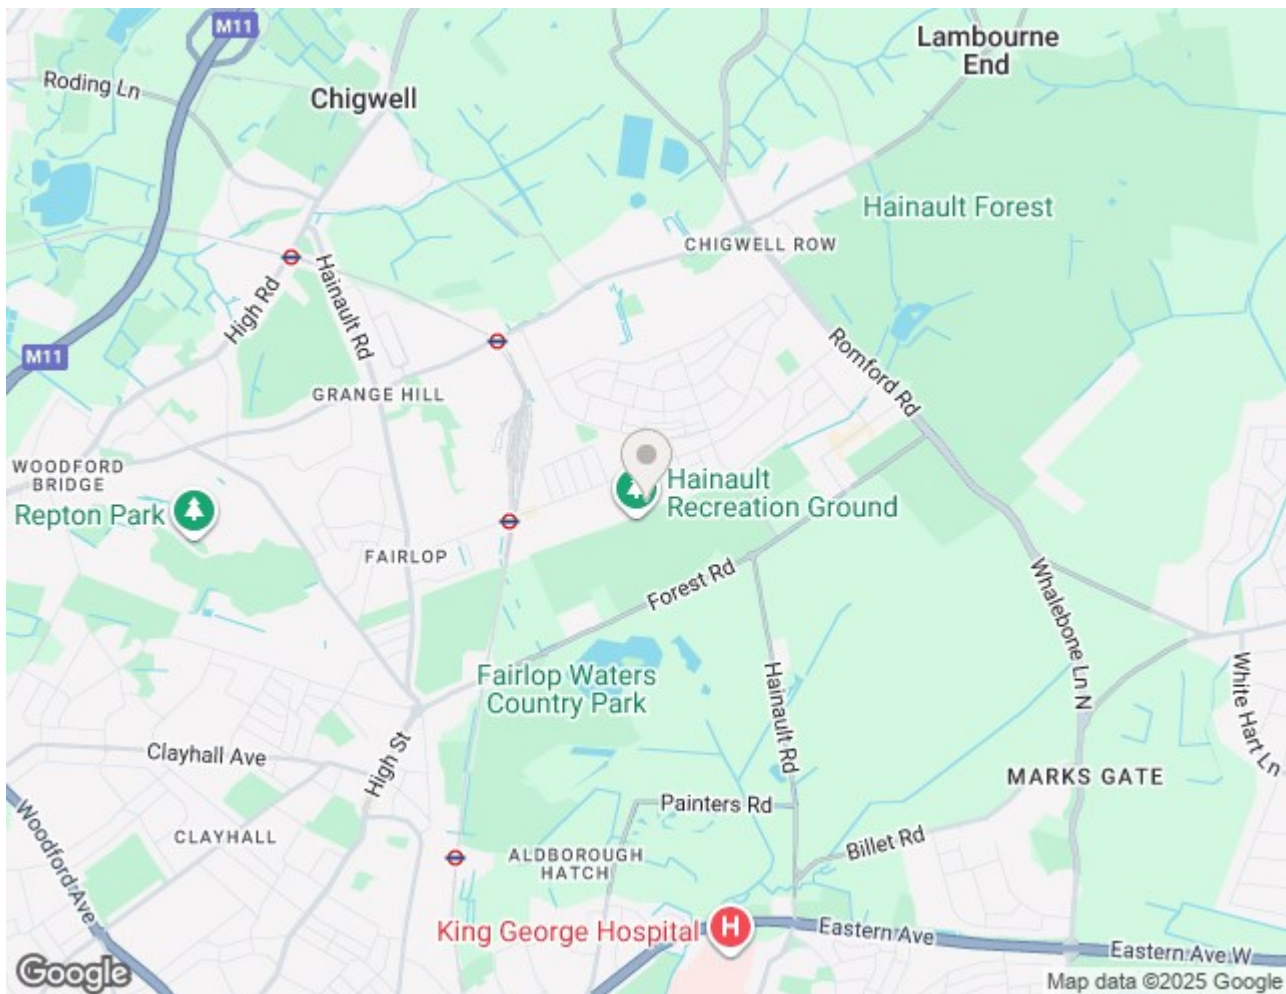 M11
Lambourne
End
Roding Ln
Chigwell
Hainault Forest
CHIGWELL ROW
High Rd
Hainault Rd
M11
Romford Rd
GRANGE HILL
WOODFORD
BRIDGE
Hainault
Recreation Ground
Repton Park
FAIRLOP
Forest Rd
Whalebone Ln N
Fairlop Waters
Country Park
White Hart Ln
Hainault Rd
Clayhall Ave
High St
MARKS GATE
Painters Rd
Woodford Ave
CLAYHALL
Billet Rd
ALDBOROUGH
HATCH
King George Hospital
H
Eastern Ave
Eastern Ave W
Google
Map data ©2025 Google